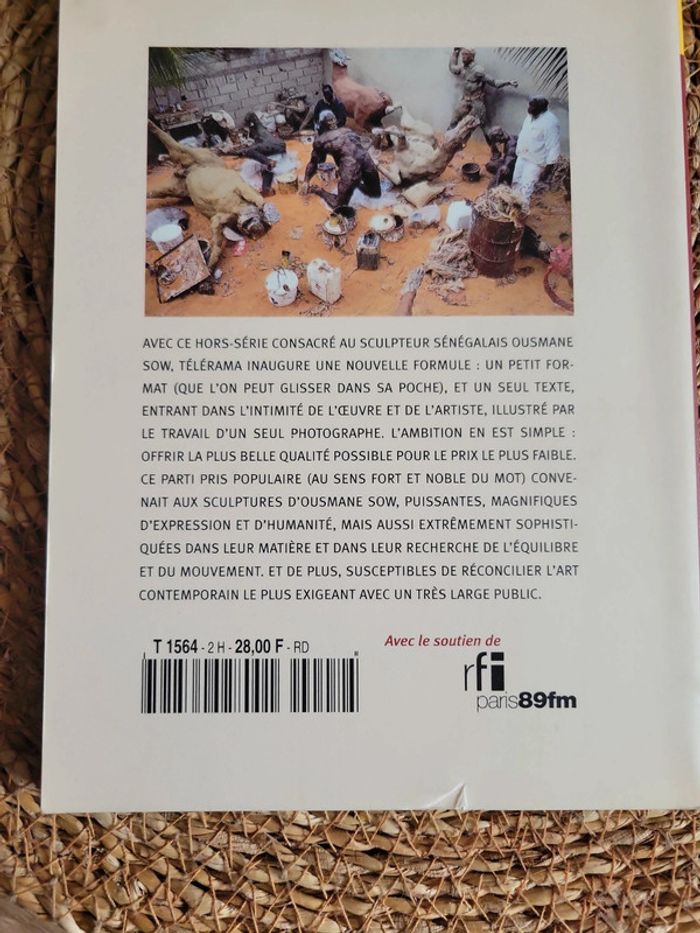 AVEC CE HORS-SÉRIE CONSACRÉ AU SCULPTEUR SÉNÉGALAIS OUSMANE
SOW, TÉLÉRAMA INAUGURE UNE NOUVELLE FORMULE : UN PETIT FOR-
MAT (QUE L'ON PEUT GLISSER DANS SA POCHE), ET UN SEUL TEXTE,
ENTRANT DANS L'INTIMITÉ DE L'ŒUVRE ET DE L'ARTISTE, ILLUSTRÉ PAR
LE TRAVAIL D'UN SEUL PHOTOGRAPHE. L'AMBITION EN EST SIMPLE :
OFFRIR LA PLUS BELLE QUALITÉ POSSIBLE POUR LE PRIX LE PLUS FAIBLE.
CE PARTI PRIS POPULAIRE (AU SENS FORT ET NOBLE DU MOT) CONVE-
NAIT AUX SCULPTURES D'OUSMANE SOW, PUISSANTES, MAGNIFIQUES
D'EXPRESSION ET D'HUMANITÉ, MAIS AUSSI EXTRÊMEMENT SOPHISTI-
QUÉES DANS LEUR MATIÈRE ET DANS LEUR RECHERCHE DE L'ÉQUILIBRE
ET DU MOUVEMENT. ET DE PLUS, SUSCEPTIBLES DE RÉCONCILIER L'ART
CONTEMPORAIN LE PLUS EXIGEANT AVEC UN TRÈS LARGE PUBLIC.
T 1564 - 2 H - 28,00 F - RD
Avec le soutien de
rfi
paris89fm